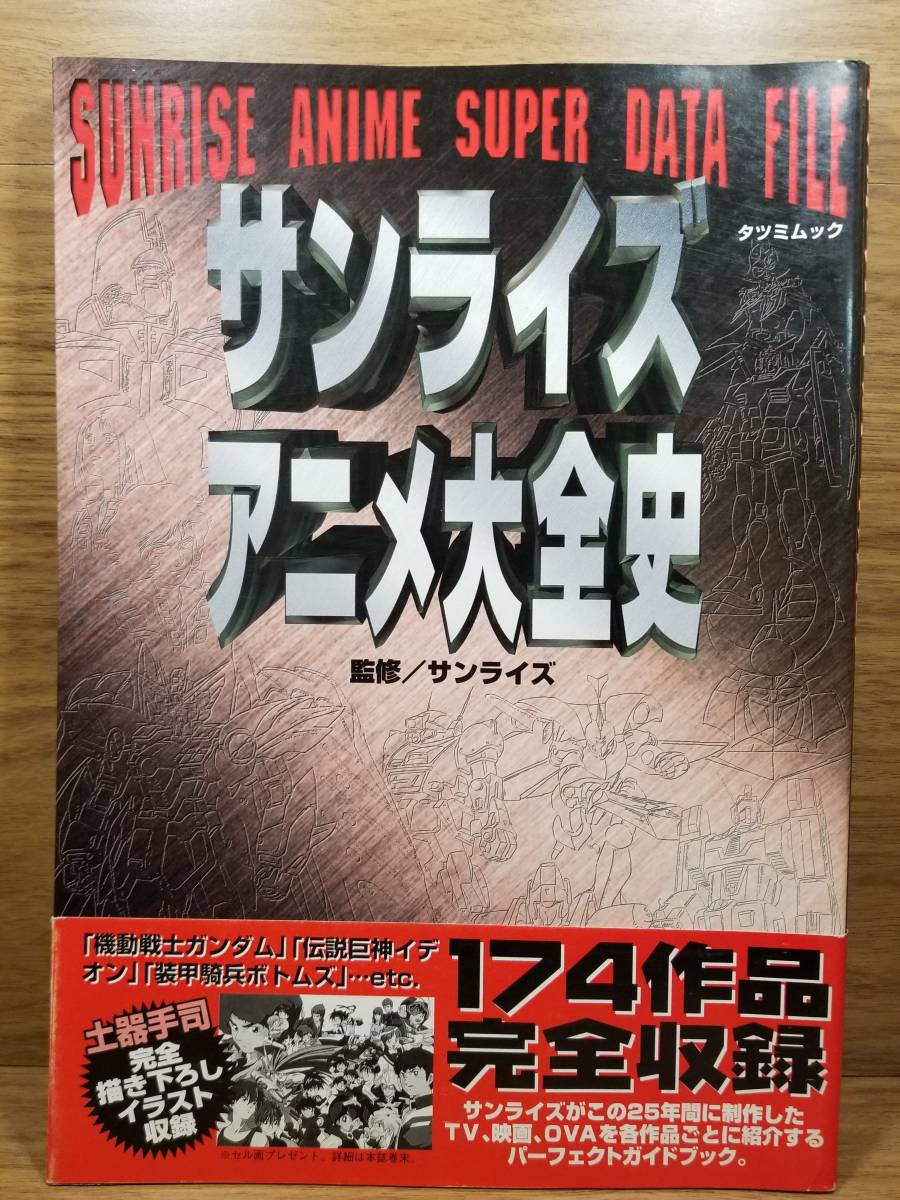 SUNRISE ANIME SUPER DATA FILE
タツミムック
サンライズ
アニメ大全史
監修／サンライズ
「機動戦士ガンダム」「伝説巨神イデ
オン」「装甲騎兵ボトムズ」…etc.
土器手司
完全
描き下ろし
イラスト
収録
※セル画プレゼント。詳細は本誌巻末。
174作品
完全収録
サンライズがこの25年間に制作した
TV、映画、OVAを各作品ごとに紹介する
パーフェクトガイドブック。